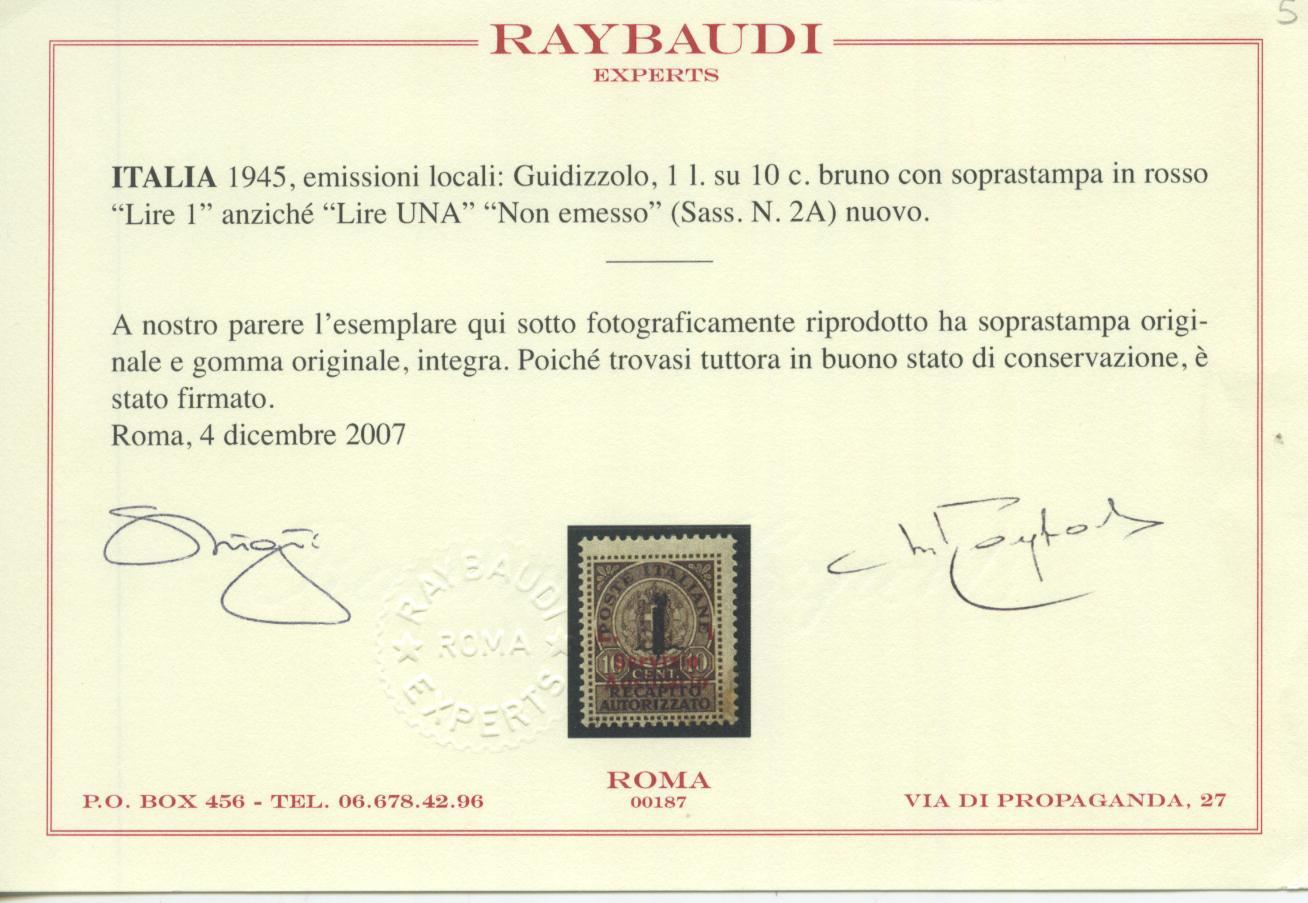 5
RAYBAUDI
EXPERTS
ITALIA 1945, emissioni locali: Guidizzolo, 1 l. su 10 c. bruno con soprastampa in rosso
“Lire 1” anziché “Lire UNA” “Non emesso” (Sass. N. 2A) nuovo.
A nostro parere l’esemplare qui sotto fotograficamente riprodotto ha soprastampa origi-
nale e gomma originale, integra. Poiché trovasi tuttora in buono stato di conservazione, è
stato firmato.
Roma, 4 dicembre 2007
RAYBAUDI
ROMA
EXPERTS
POSTE ITALIANE
10 10
CENT.
RECAPITO
AUTORIZZATO
ROMA
00187
P.O. BOX 456 - TEL. 06.678.42.96
VIA DI PROPAGANDA, 27